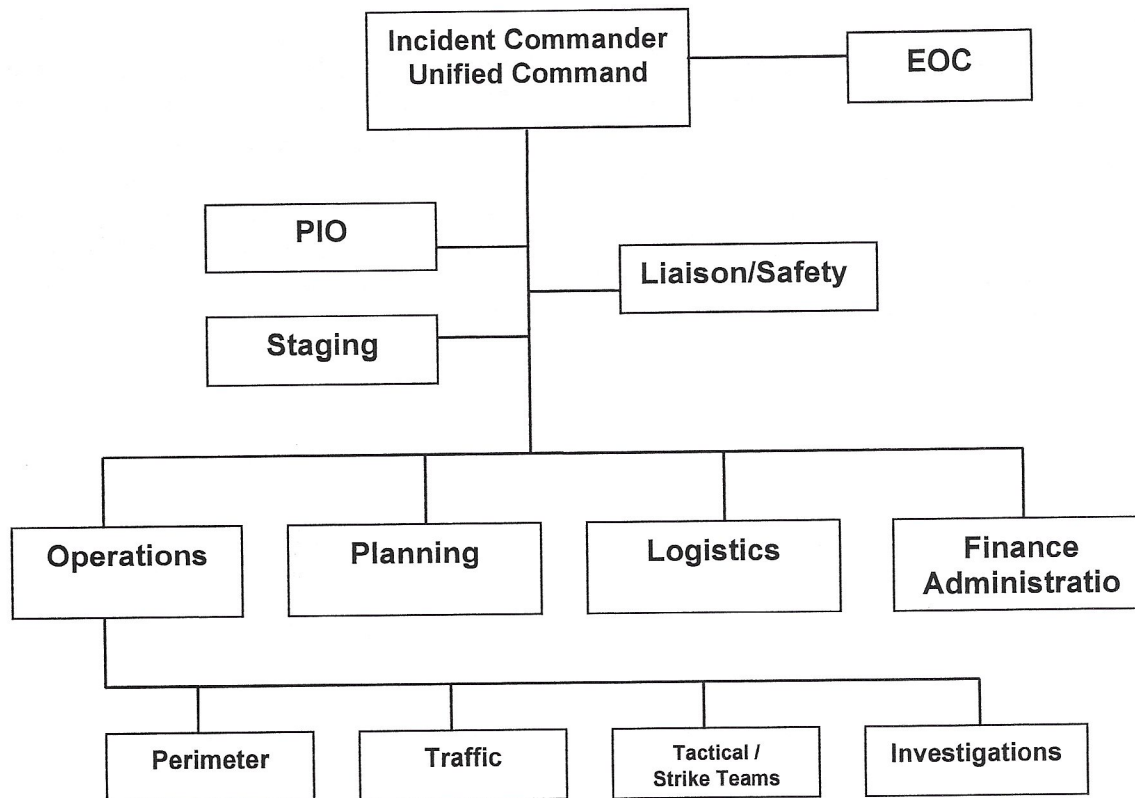 Incident Commander
Unified Command
EOC
PIO
Liaison/Safety
Staging
Operations
Planning
Logistics
Finance
Administratio
Perimeter
Traffic
Tactical /
Strike Teams
Investigations